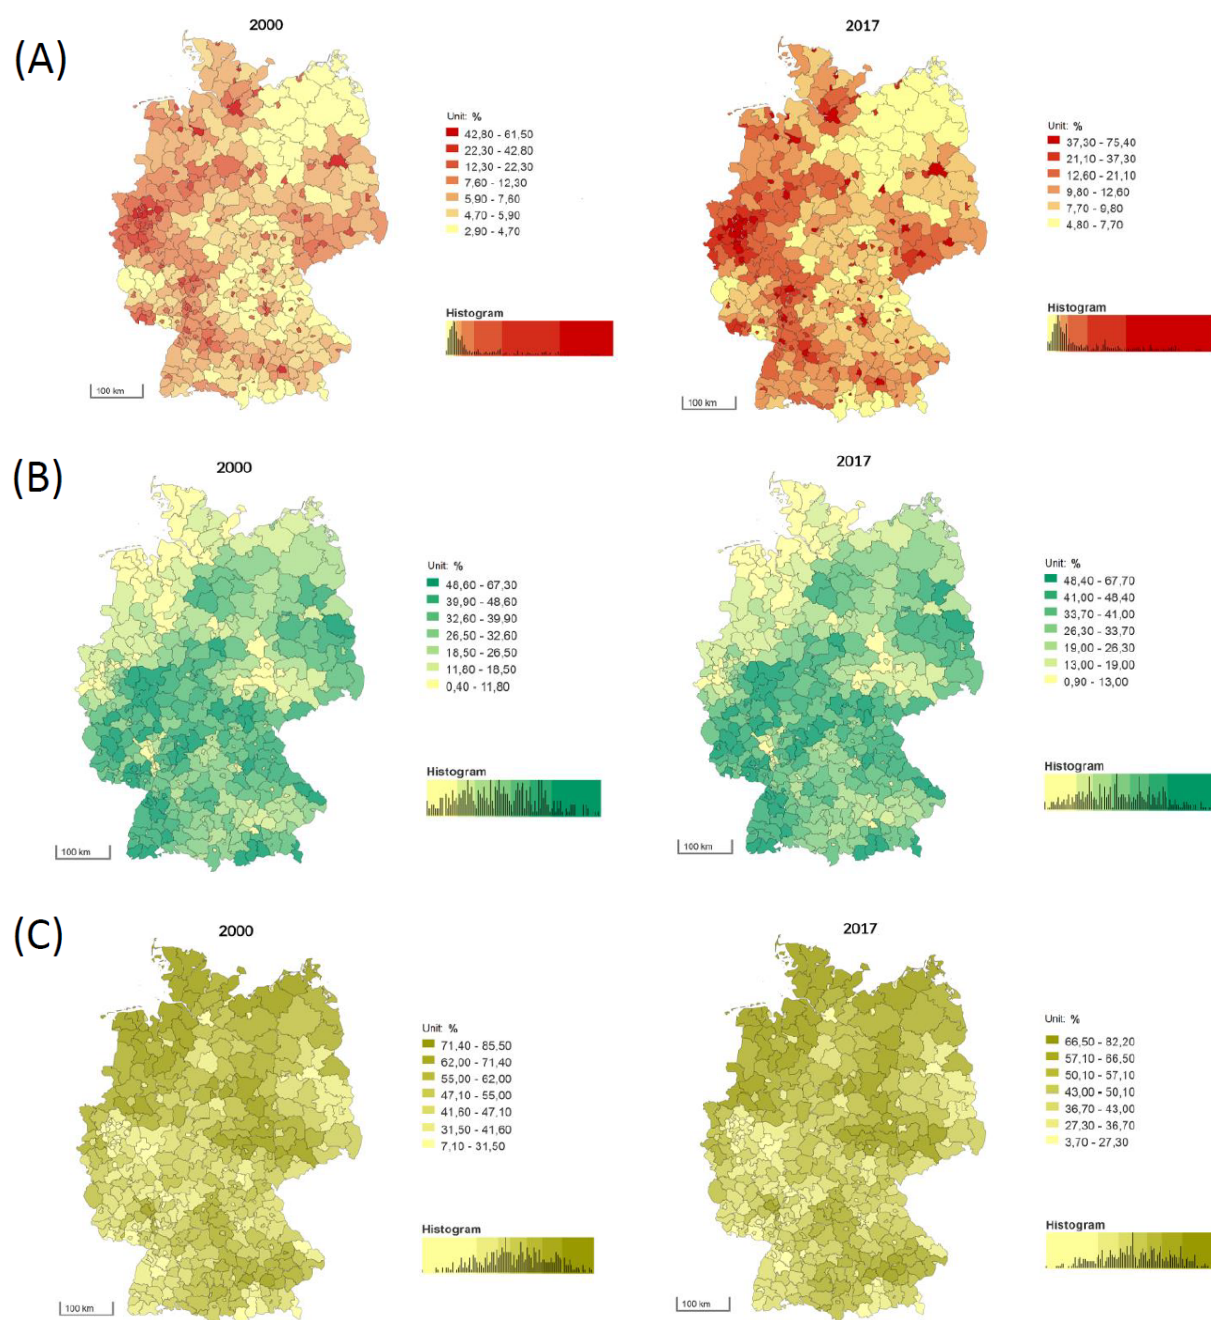 (A)
2000
Unit: %
42,80 - 61,50
22,30 - 42,80
12,30 - 22,30
7,60 - 12,30
5,90 - 7,60
4,70 - 5,90
2,90 - 4,70
Histogram
100 km
2017
Unit: %
37,30 - 75,40
21,10 - 37,30
12,60 - 21,10
9,80 - 12,60
7,70 - 9,80
4,80 - 7,70
Histogram
100 km
(B)
2000
Unit: %
48,60 - 67,30
39,90 - 48,60
32,60 - 39,90
26,50 - 32,60
18,50 - 26,50
11,80 - 18,50
0,40 - 11,80
Histogram
100 km
2017
Unit: %
48,40 - 67,70
41,00 - 48,40
33,70 - 41,00
26,30 - 33,70
19,00 - 26,30
13,00 - 19,00
0,90 - 13,00
Histogram
100 km
(C)
2000
Unit: %
71,40 - 85,50
62,00 - 71,40
55,00 - 62,00
47,10 - 55,00
41,60 - 47,10
31,50 - 41,60
7,10 - 31,50
Histogram
100 km
2017
Unit: %
66,50 - 82,20
57,10 - 66,50
50,10 - 57,10
43,00 - 50,10
36,70 - 43,00
27,30 - 36,70
3,70 - 27,30
Histogram
100 km